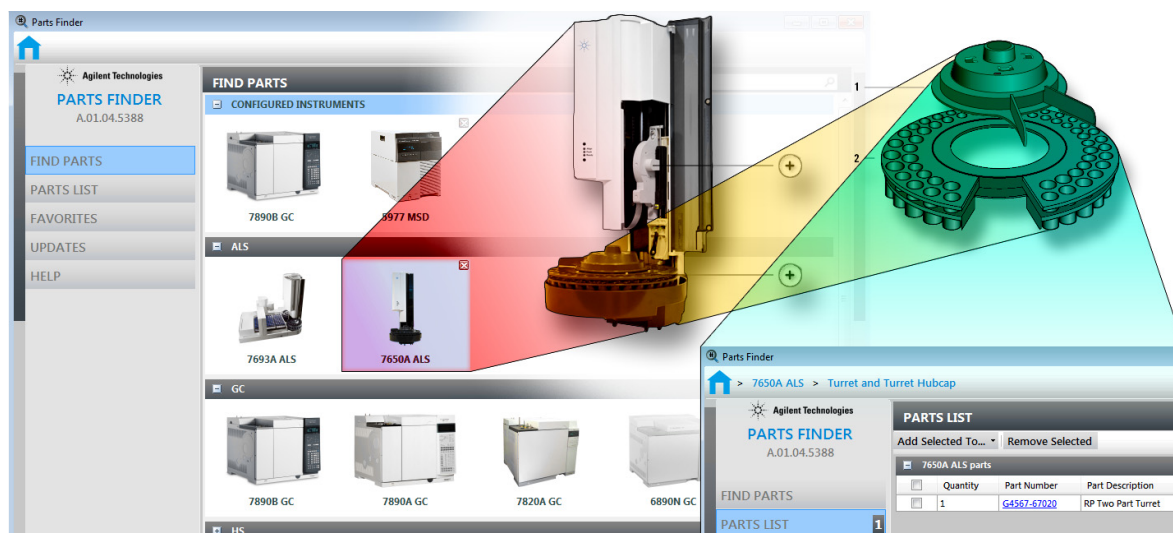 Parts Finder
Agilent Technologies
PARTS FINDER
A.01.04.5388
FIND PARTS
PARTS LIST
FAVORITES
UPDATES
HELP
FIND PARTS
CONFIGURED INSTRUMENTS
7890B GC
5977 MSD
ALS
7693A ALS
7650A ALS
GC
7890B GC
7890A GC
7820A GC
6890N GC
HS
1
2
Parts Finder
> 7650A ALS > Turret and Turret Hubcap
Agilent Technologies
PARTS FINDER
A.01.04.5388
FIND PARTS
PARTS LIST 1
PARTS LIST
Add Selected To... Remove Selected
7650A ALS parts
Quantity Part Number Part Description
1 G4567-67020 RP Two Part Turret